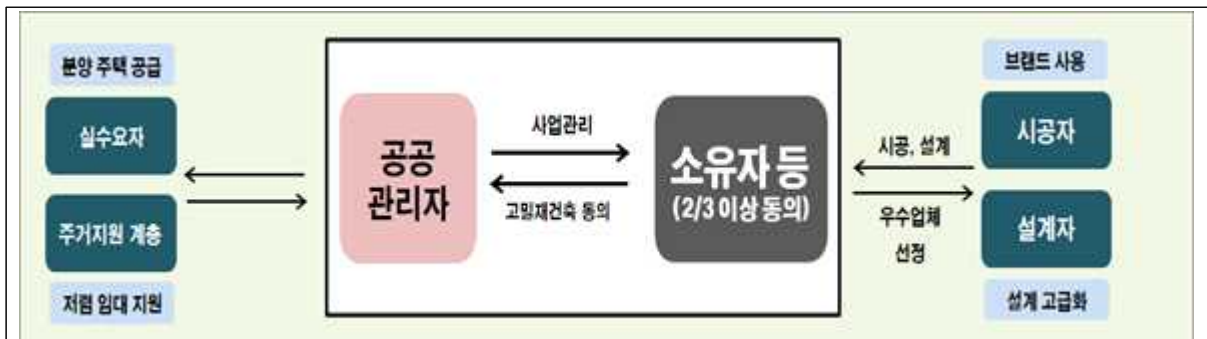 분양 주택 공급
실수요자
주거지원 계층
저렴 임대 지원
공공
관리자
사업관리
고밀재건축 동의
소유자 등
(2/3 이상 동의)
시공, 설계
우수업체
선정
브랜드 사용
시공자
설계자
설계 고급화